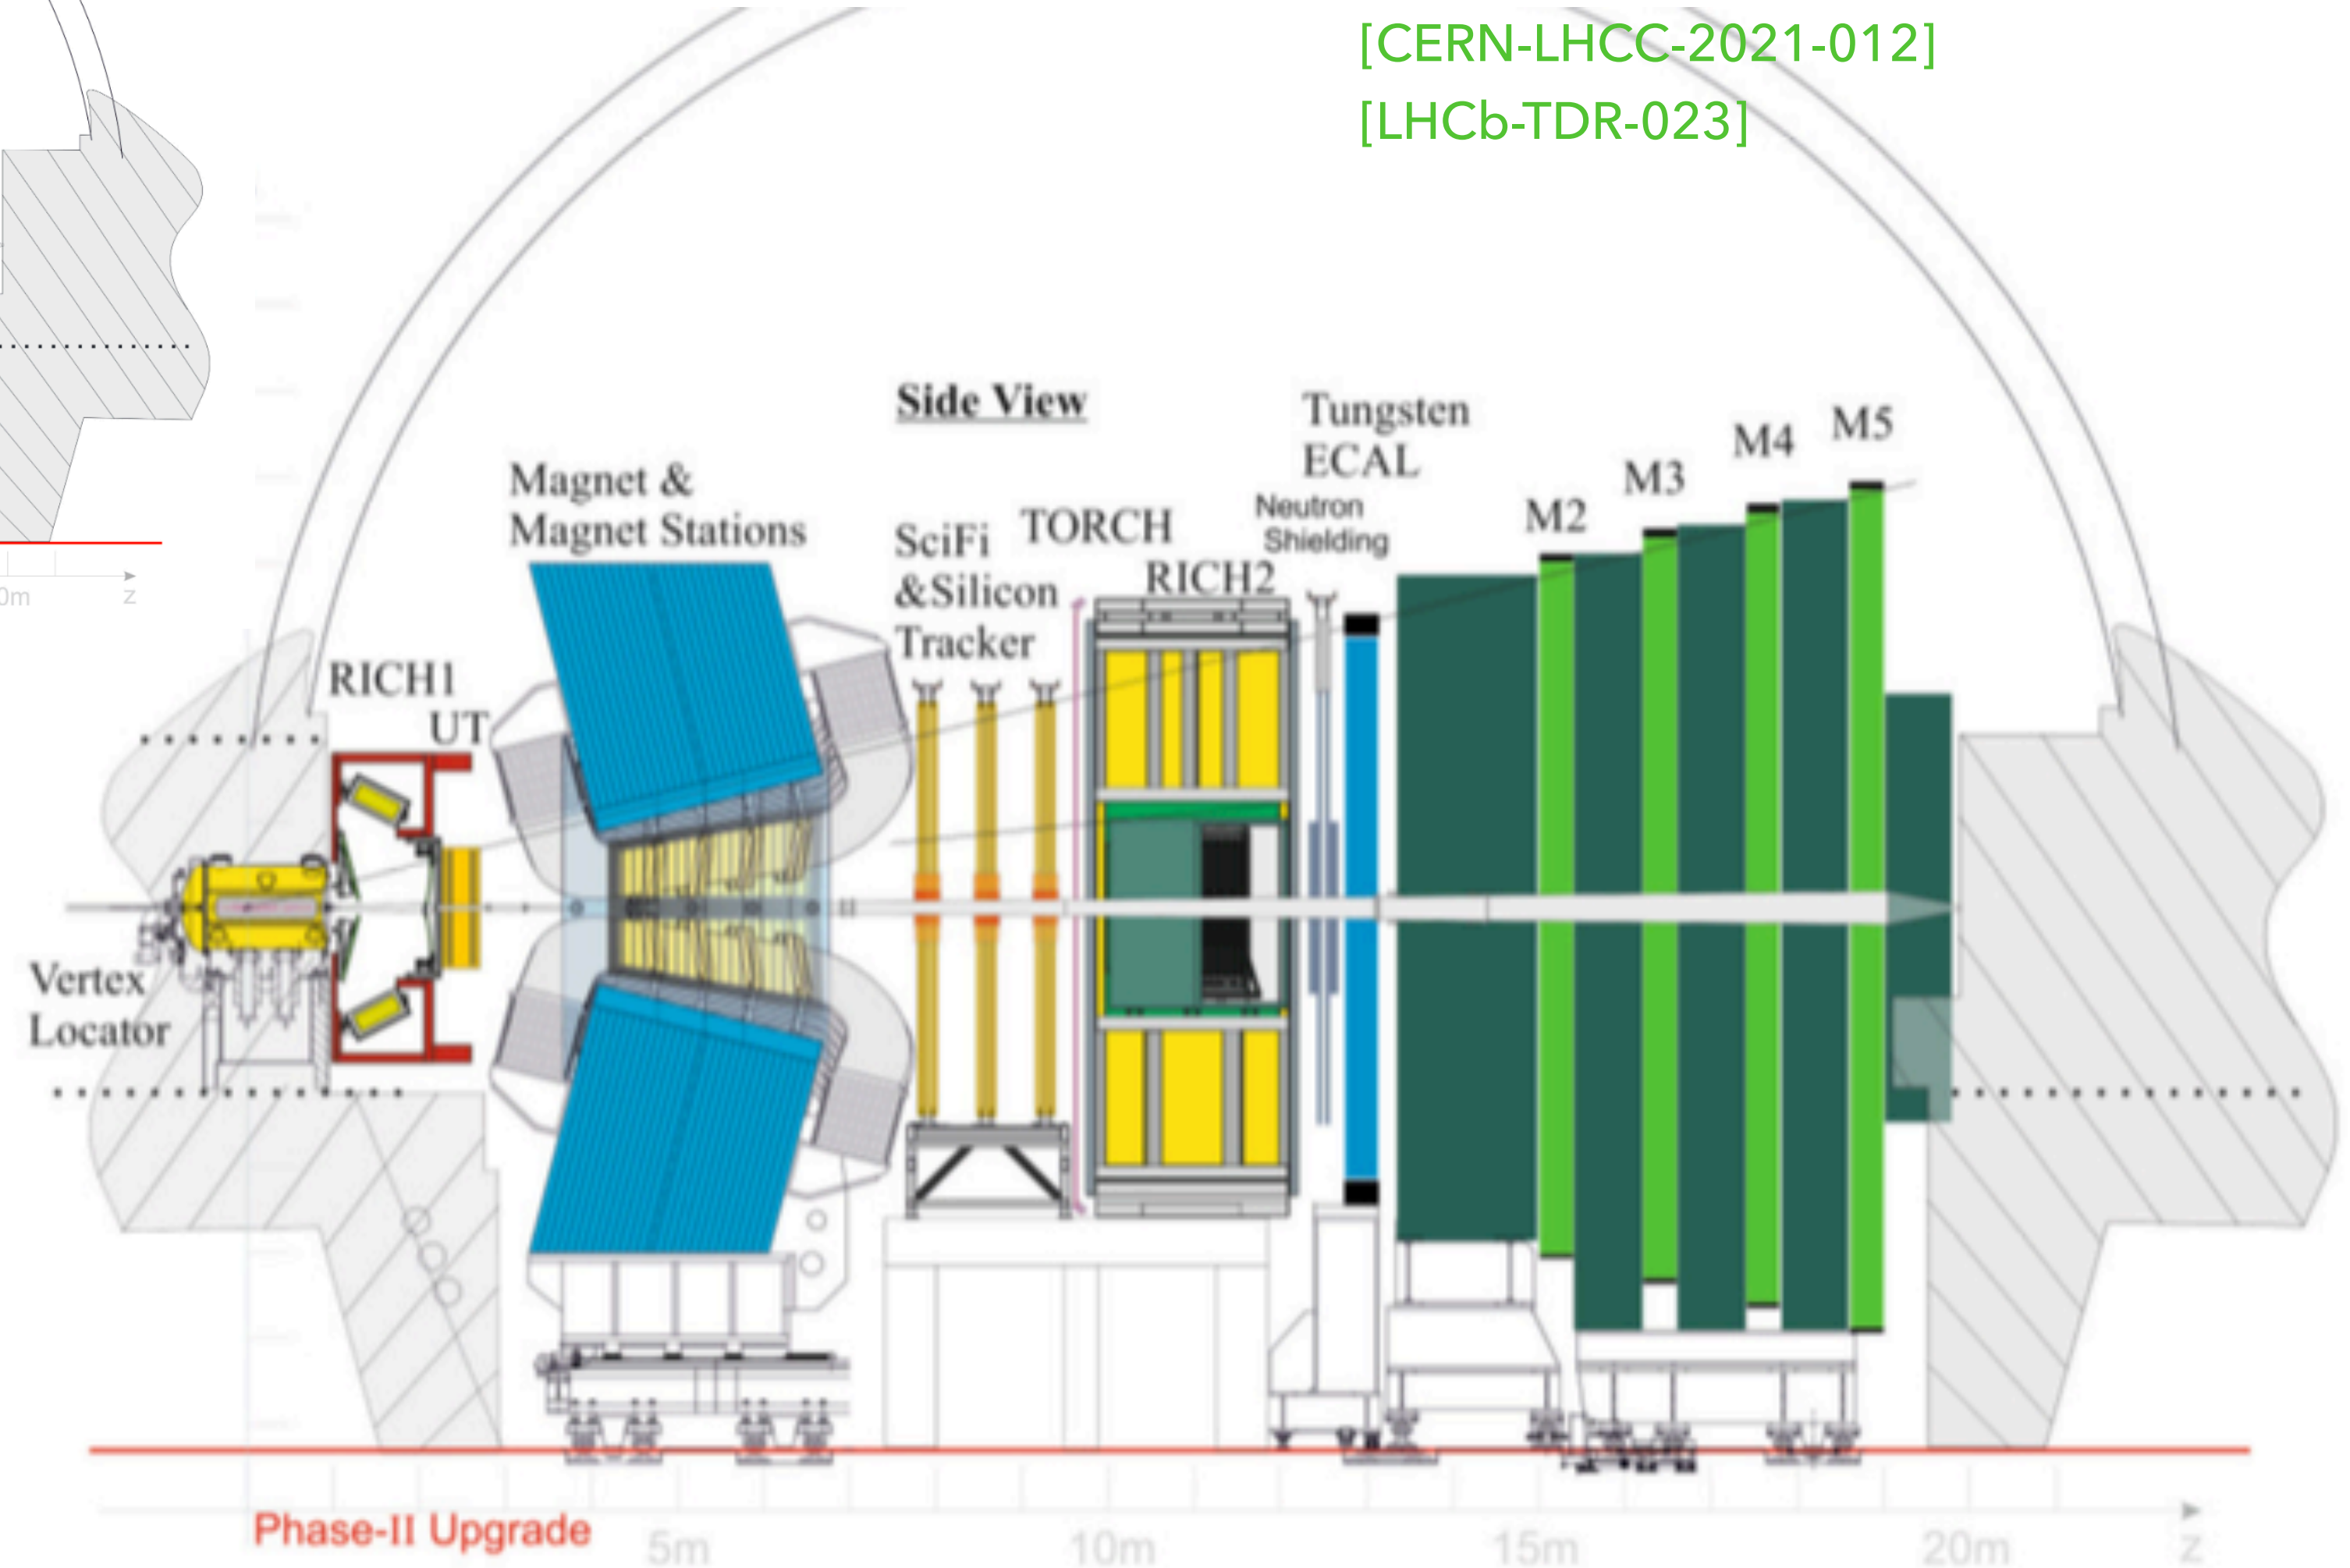 [CERN-LHCC-2021-012]
[LHCb-TDR-023]
0m
z
Side View
Tungsten
ECAL
M5
M4
M3
M2
Magnet &
Magnet Stations
Neutron
Shielding
SciFi
&Silicon
Tracker
TORCH
RICH2
RICH1
UT
Vertex
Locator
Phase-II Upgrade
5m
10m
15m
20m
z